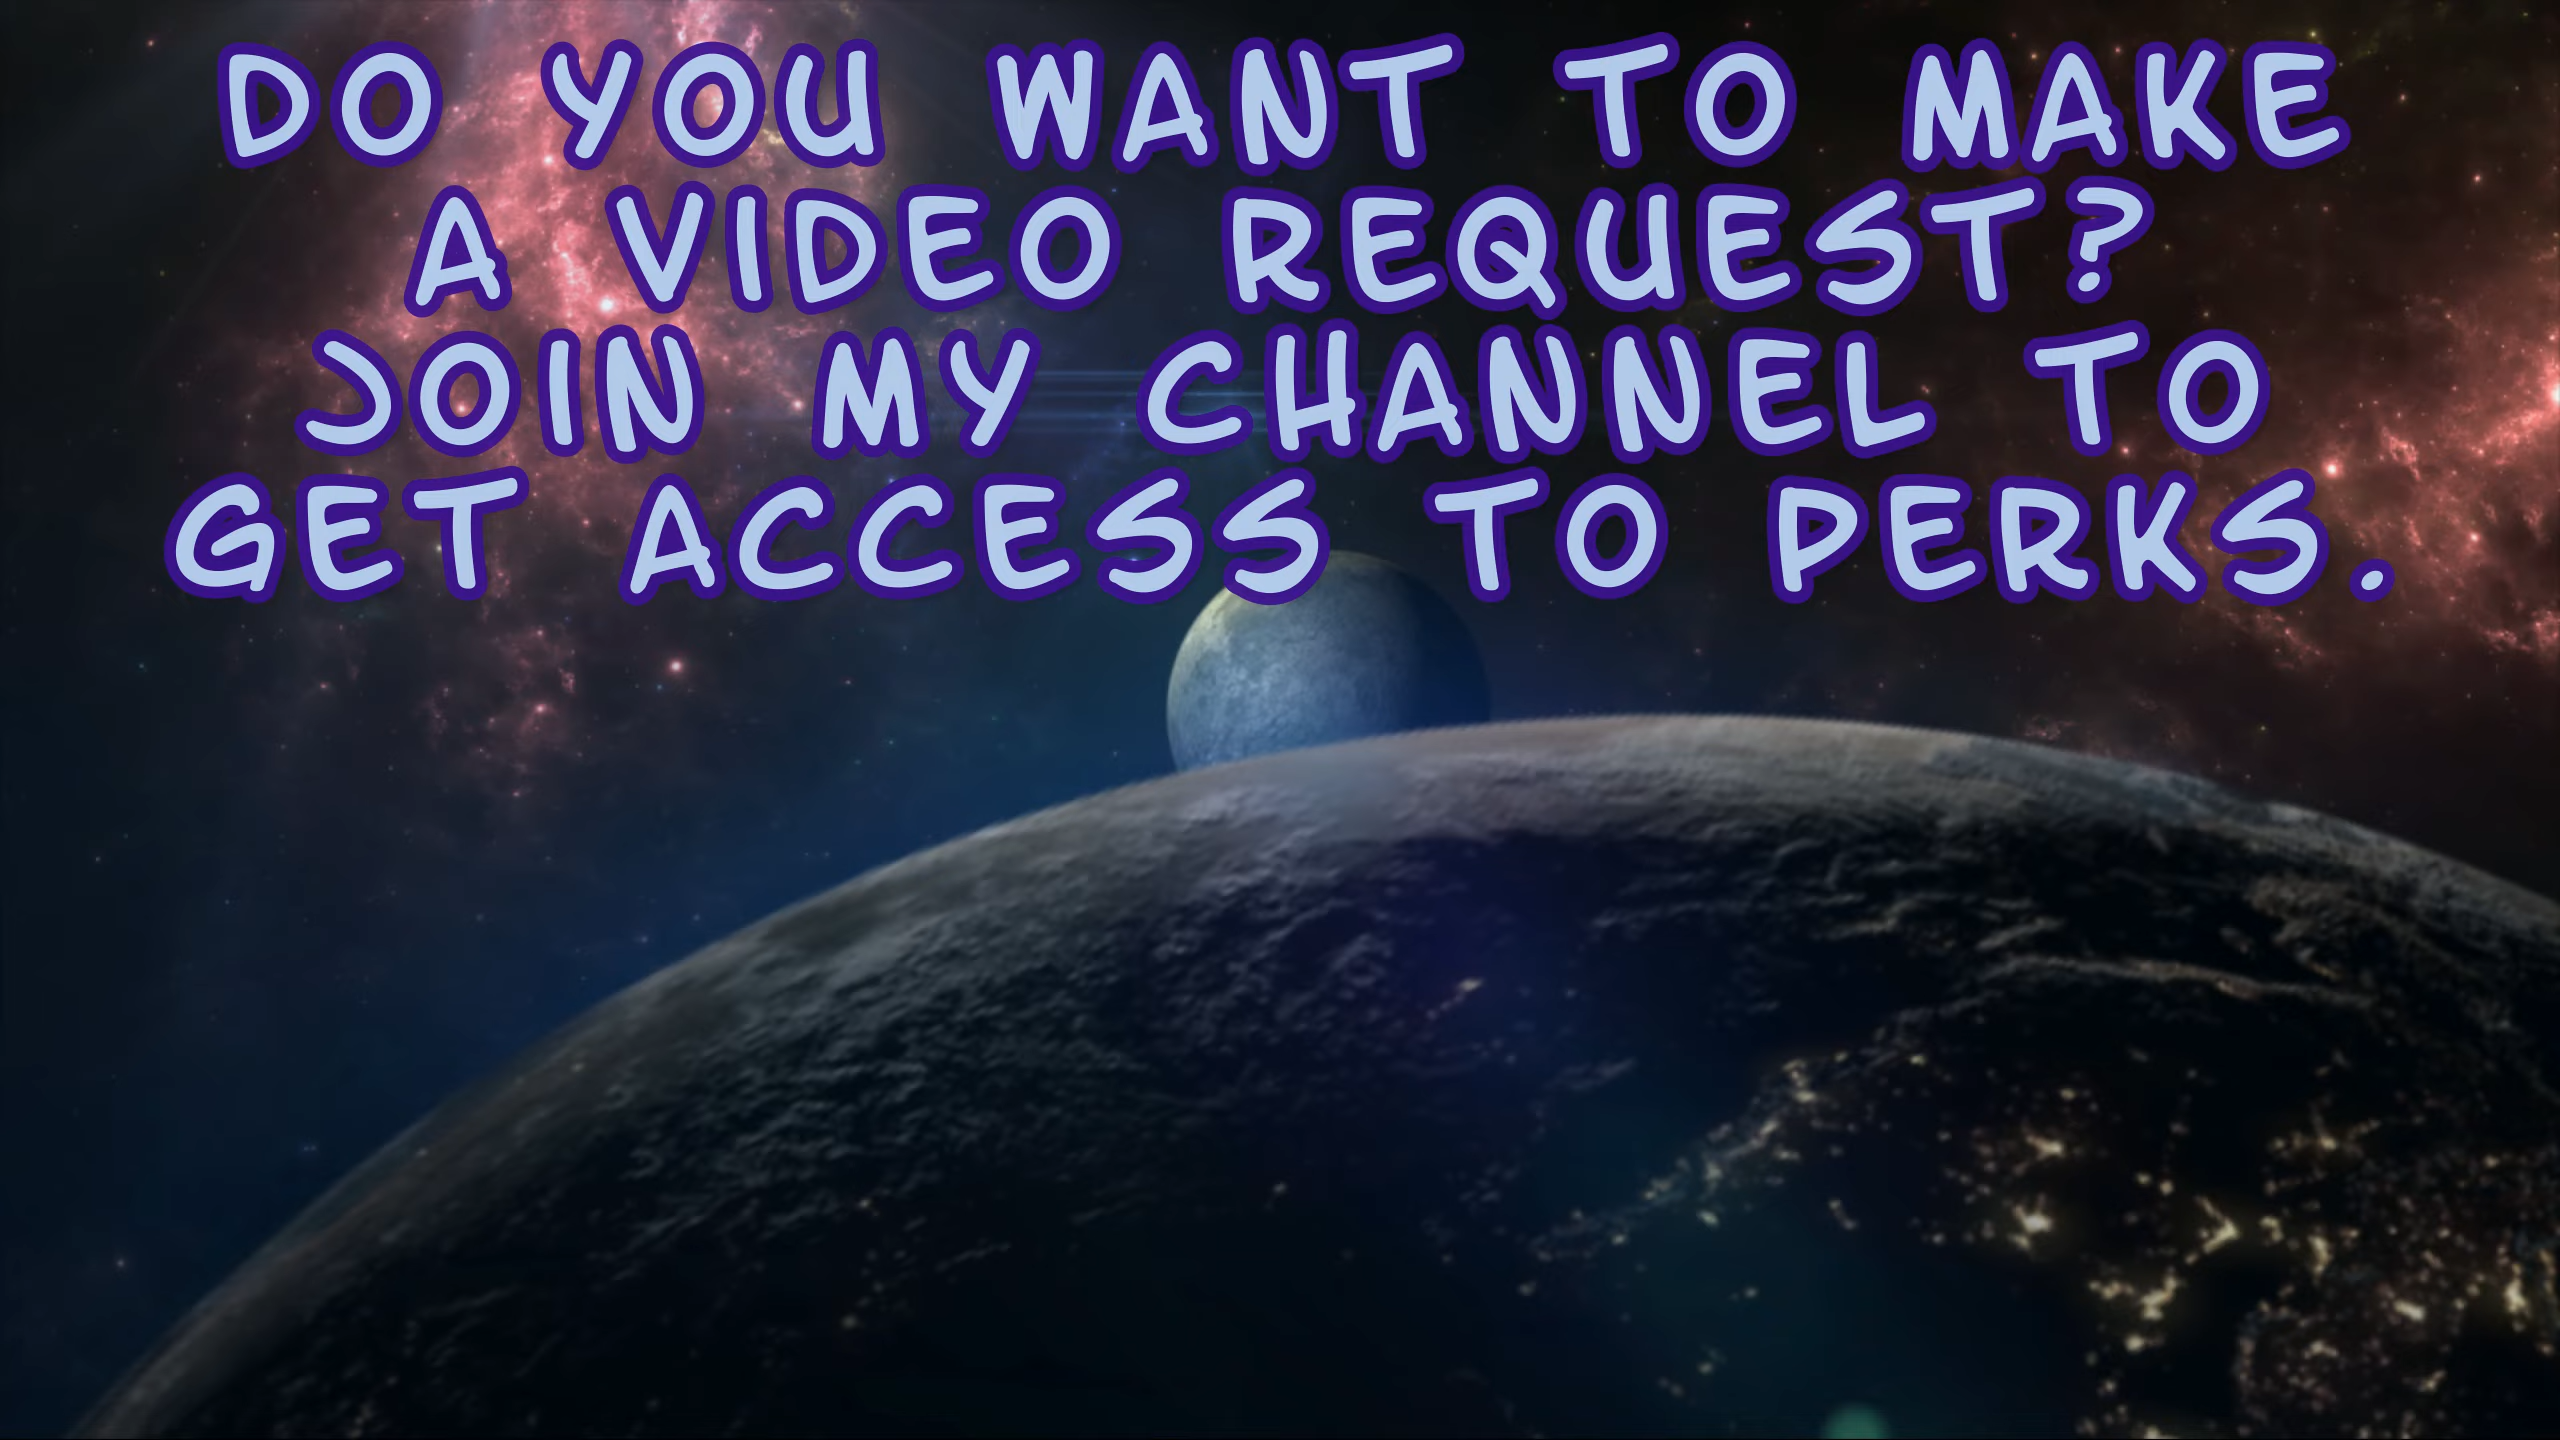 DO YOU WANT TO MAKE
A VIDEO REQUEST?
JOIN MY CHANNEL TO
GET ACCESS TO PERKS.